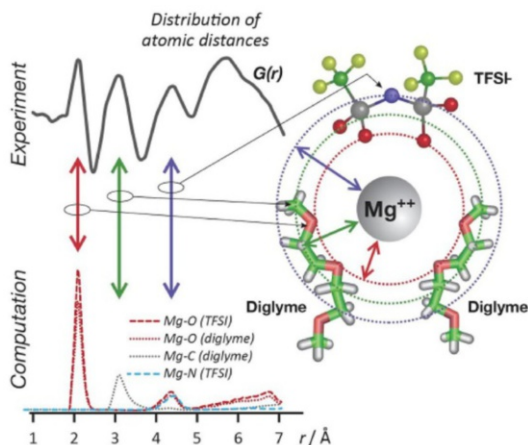 Distribution of
atomic distances
G(r)
Experiment
TFSI-
Mg++
Diglyme
Diglyme
Computation
Mg-O (TFSI)
Mg-O (diglyme)
Mg-C (diglyme)
Mg-N (TFSI)
1 2 3 4 5 6 7 r / Å